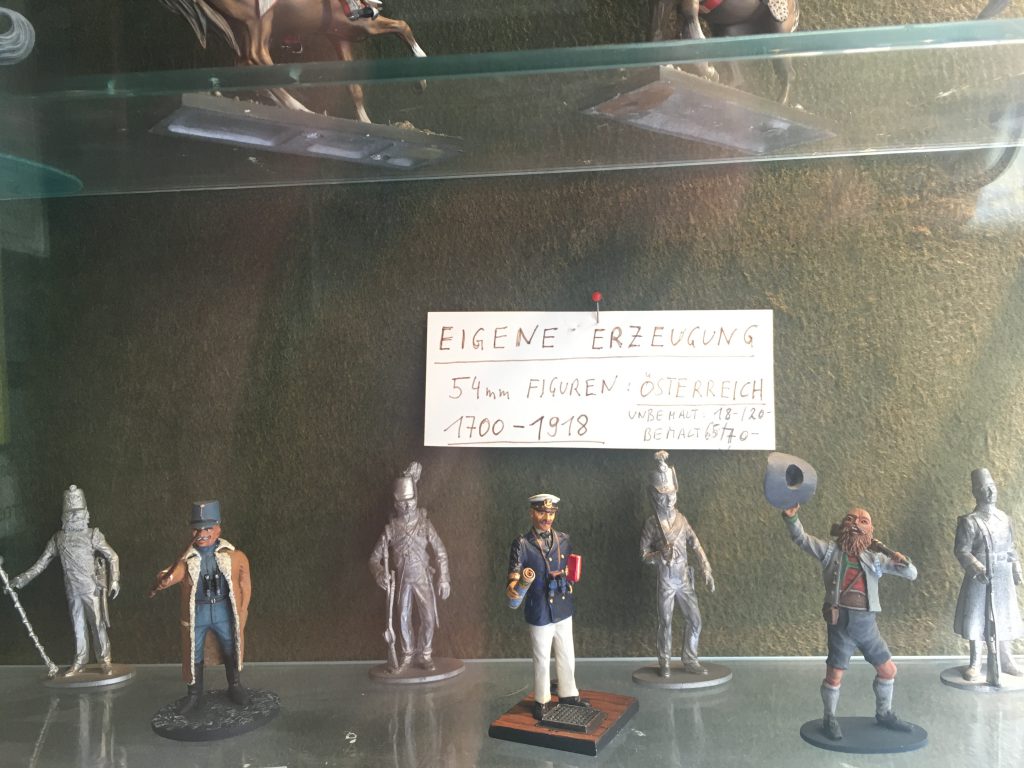 EIGENE ERZEUGUNG
54mm FIGUREN: ÖSTERREICH
1700-1918
UNBEMALT: 18-/20-
BEMALT 65/70-